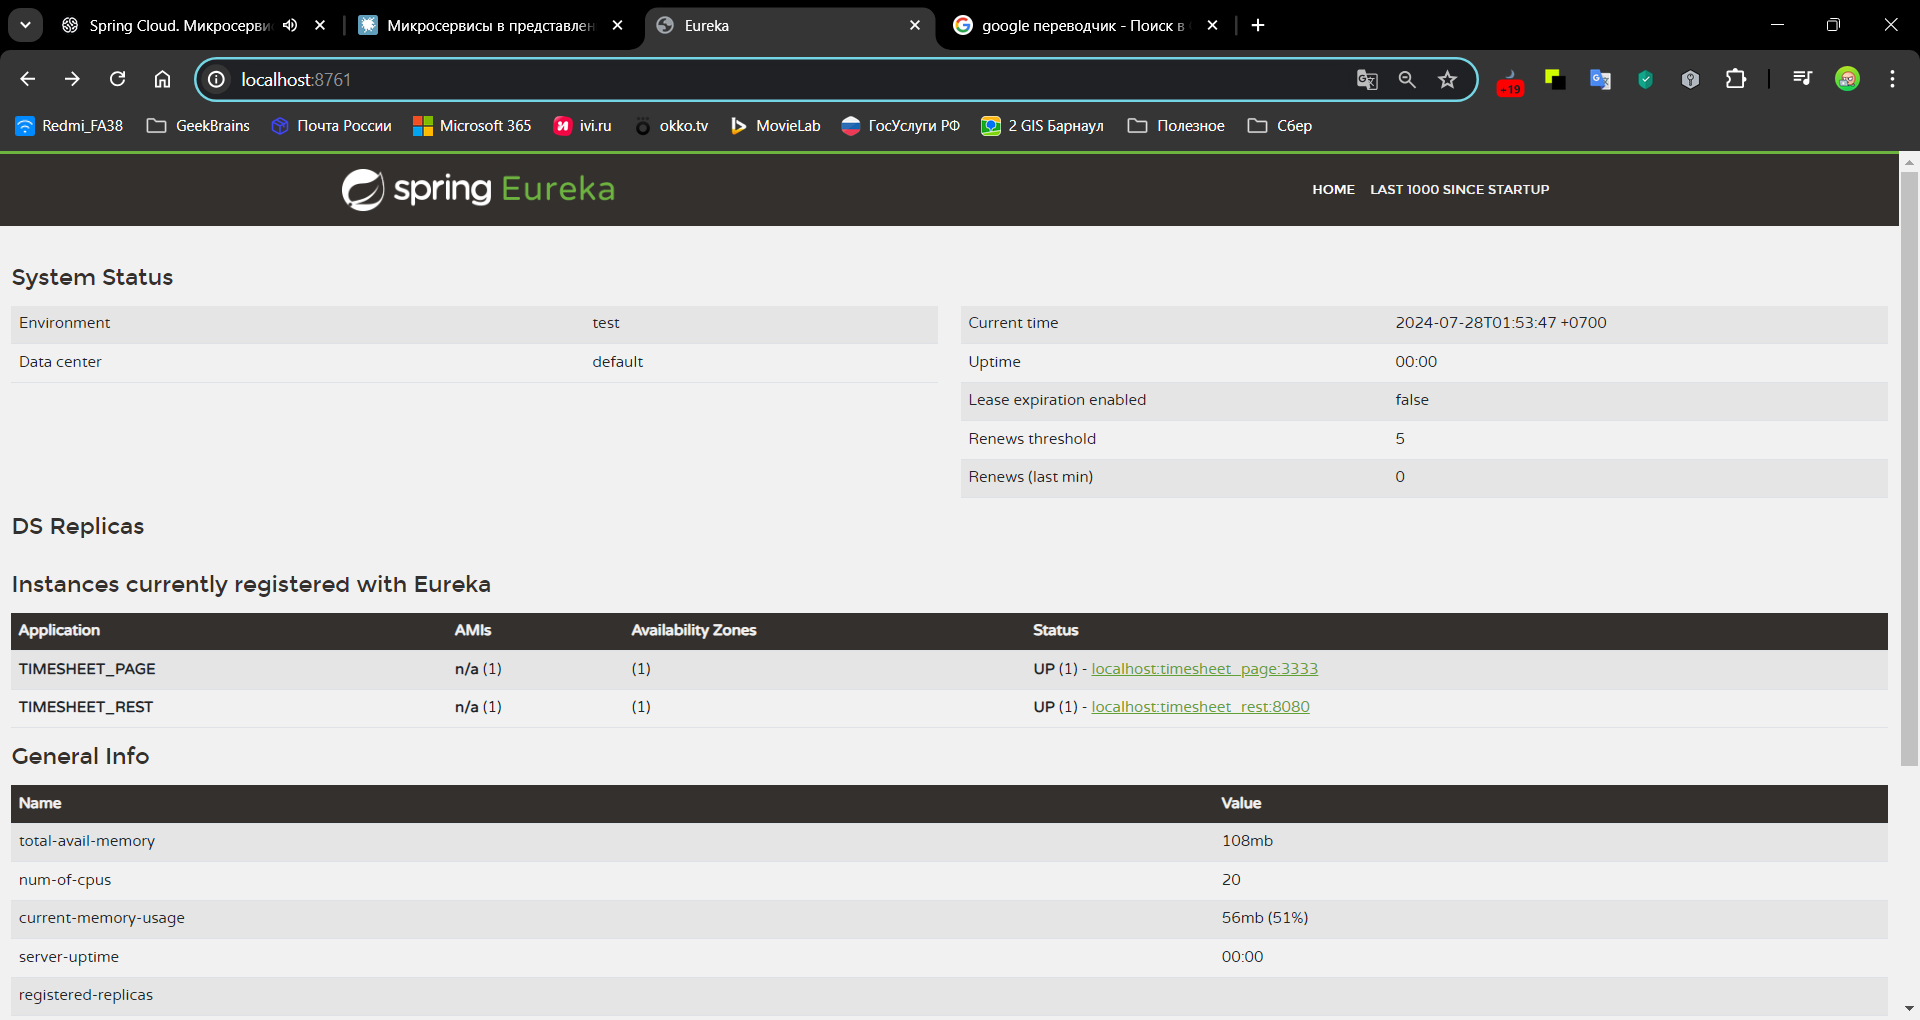 Spring Cloud. Микросерви
Микросервисы в представлен
Eureka
google переводчик - Поиск в
localhost:8761
+19
Redmi_FA38
GeekBrains
Почта России
Microsoft 365
ivi.ru
okko.tv
MovieLab
ГосУслуги РФ
2 GIS Барнаул
Полезное
Сбер
spring Eureka
HOME LAST 1000 SINCE STARTUP
System Status
Environment test
Data center default
Current time 2024-07-28T01:53:47 +0700
Uptime 00:00
Lease expiration enabled false
Renews threshold 5
Renews (last min) 0
DS Replicas
Instances currently registered with Eureka
Application AMIs Availability Zones Status
TIMESHEET_PAGE n/a (1) (1) UP (1) - localhost:timesheet_page:3333
TIMESHEET_REST n/a (1) (1) UP (1) - localhost:timesheet_rest:8080
General Info
Name Value
total-avail-memory 108mb
num-of-cpus 20
current-memory-usage 56mb (51%)
server-uptime 00:00
registered-replicas